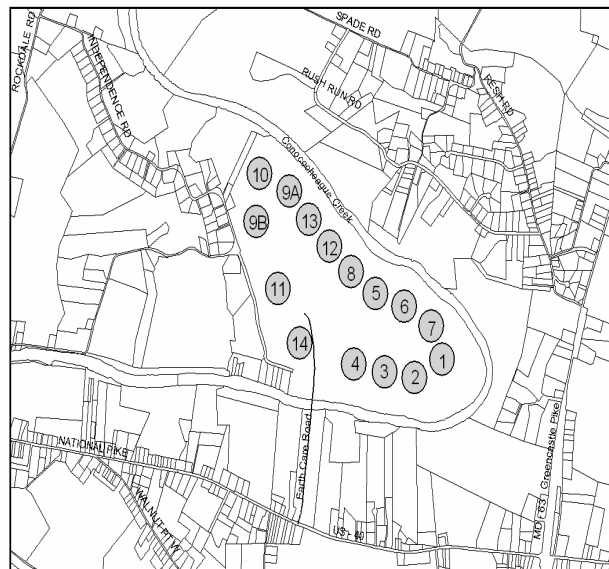 SPADE RD
ROCKDALE RD
INDEPENDENCE RD
RUSH RUN RD
RESH RD
Conococheague Creek
10
9A
9B
13
12
8
11
5
6
7
14
4
3
2
1
Earth Care Road
NATIONAL PIKE
WALNUT PT W
US - 40
MD - 63 Greencastle Pike